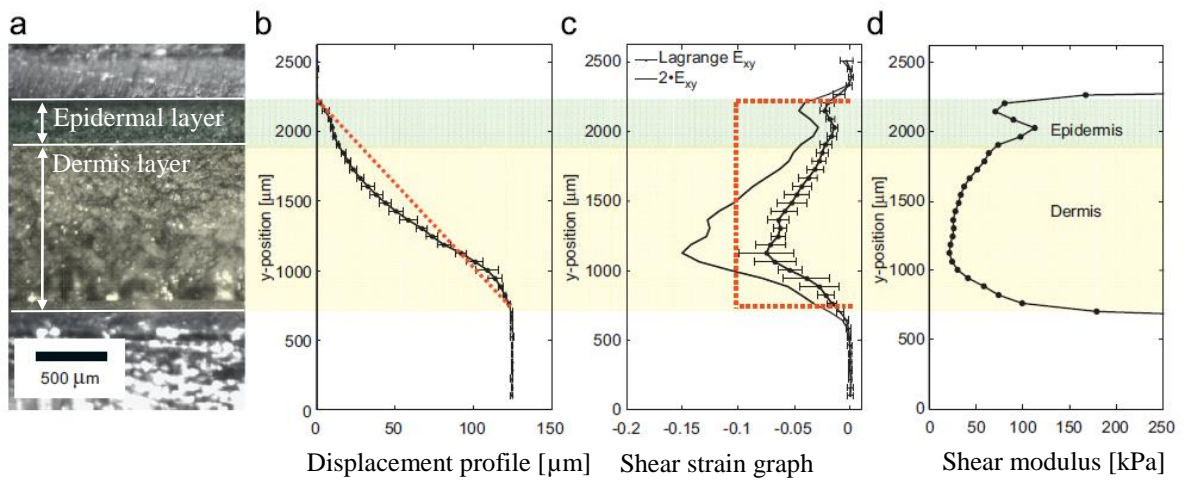 a
b
c
d
Epidermal layer
Dermis layer
500 µm
2500
2000
1500
1000
500
0
y-position [µm]
0
50
100
150
Displacement profile [µm]
Lagrange Exy
2•Exy
2500
2000
1500
1000
500
0
y-position [µm]
-0.2
-0.15
-0.1
-0.05
0
Shear strain graph
2500
2000
1500
1000
500
0
y-position [µm]
Epidermis
Dermis
0
50
100
150
200
250
Shear modulus [kPa]